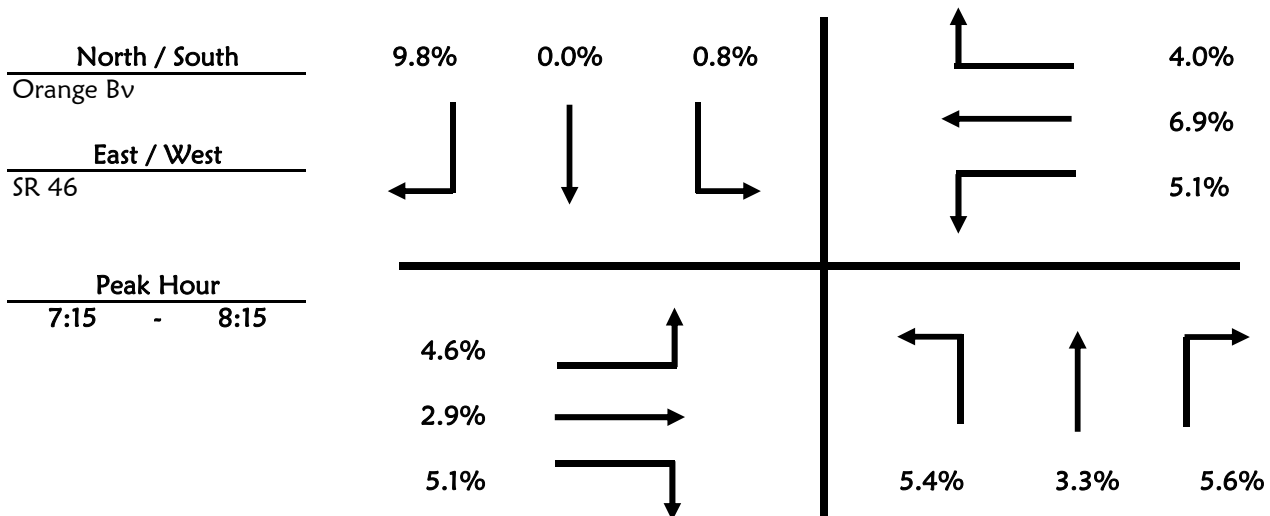 North / South
Orange Bv
East / West
SR 46
Peak Hour
7:15 - 8:15
9.8% 0.0% 0.8%
4.0%
6.9%
5.1%
4.6%
2.9%
5.1%
5.4% 3.3% 5.6%